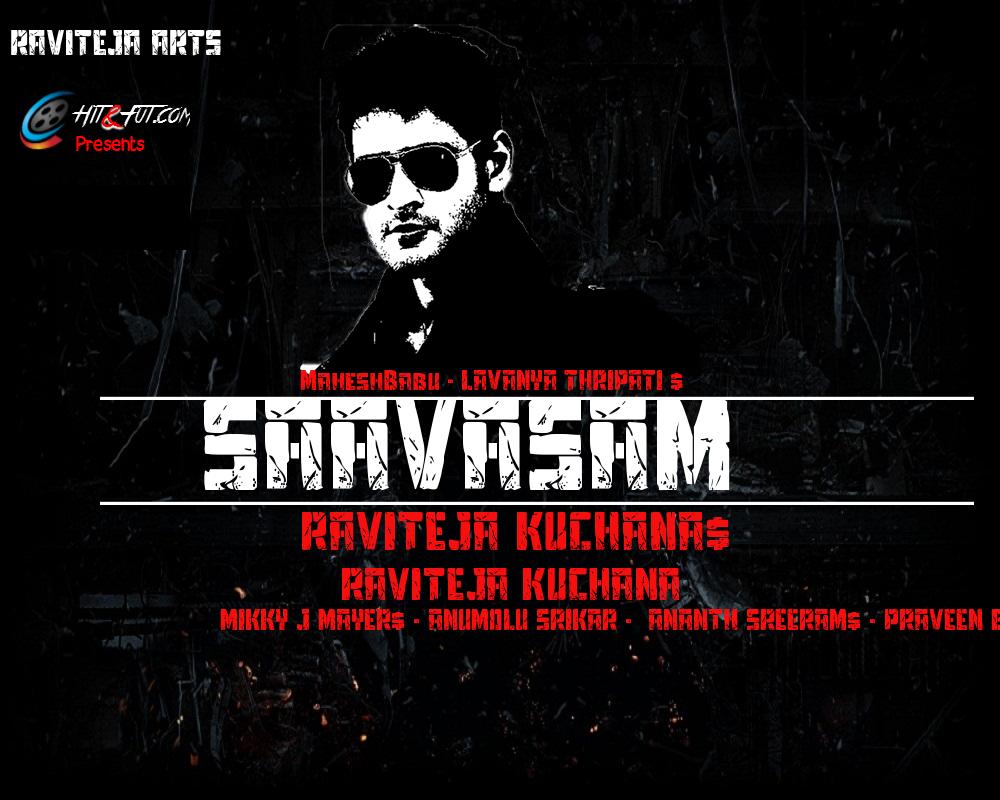 RAVITEJA ARTS
HIT&FUT.COM
Presents
MAHESHBABU - LAVANYA THRIPATI $
SAAVASAM
RAVITEJA KUCHANA$
RAVITEJA KUCHANA
MIKKY J MAYER$ - ANUMOLU SRIKAR - ANANTH SREERAM$ - PRAVEEN